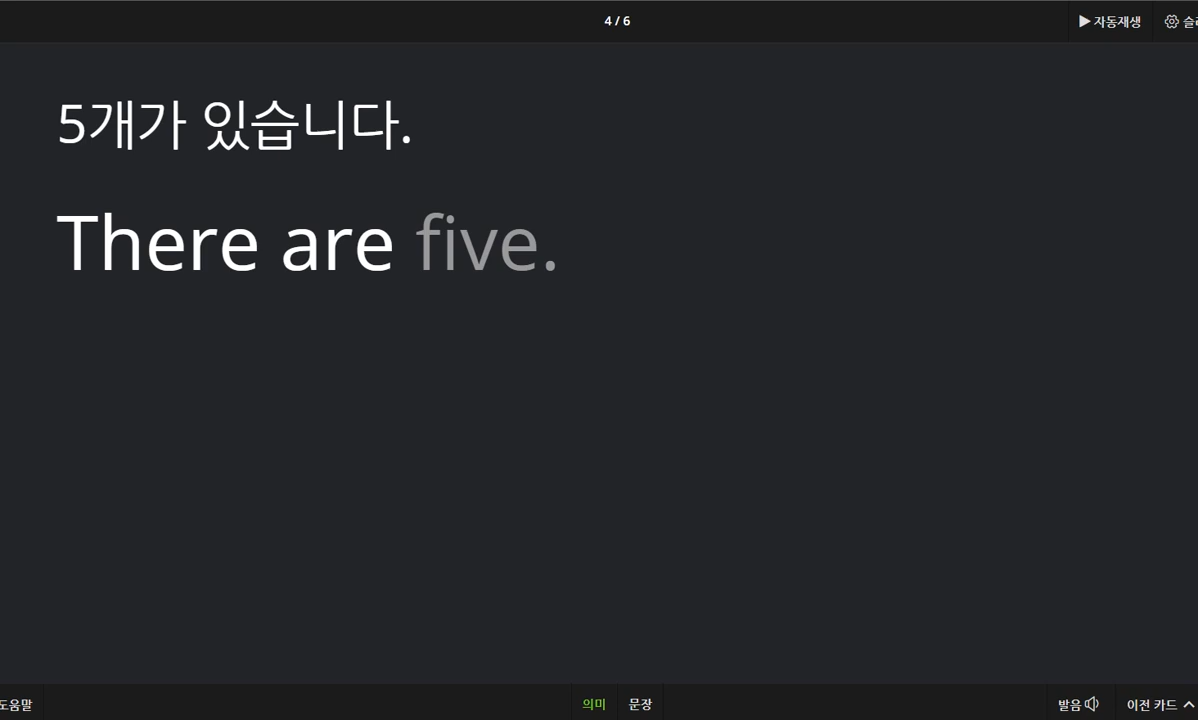 4 / 6
▶ 자동재생
5개가 있습니다.
There are five.
도움말
의미
문장
발음
이전 카드